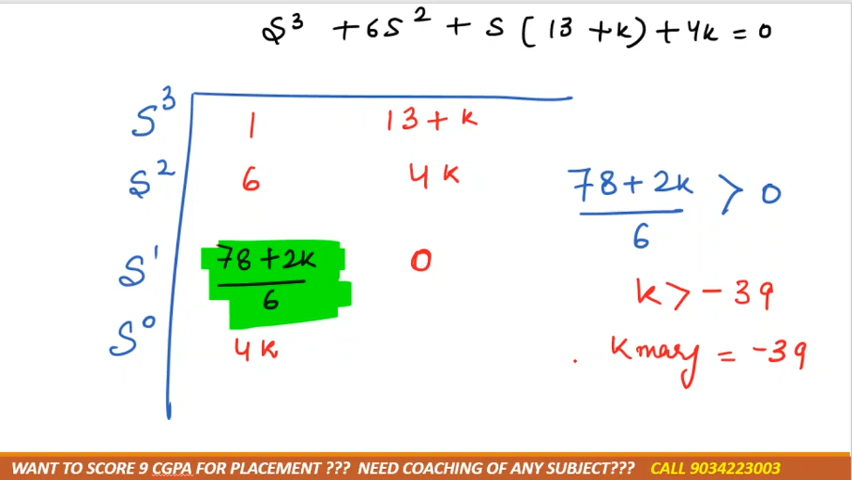 S³ + 6S² + S [13 + k) + 4k = 0
S³ 1 13 + k
S² 6 4k
78 + 2k / 6 > 0
S¹ 78 + 2k / 6 0
k > -39
S⁰ 4k
. kmary = -39
WANT TO SCORE 9 CGPA FOR PLACEMENT ??? NEED COACHING OF ANY SUBJECT??? CALL 9034223003